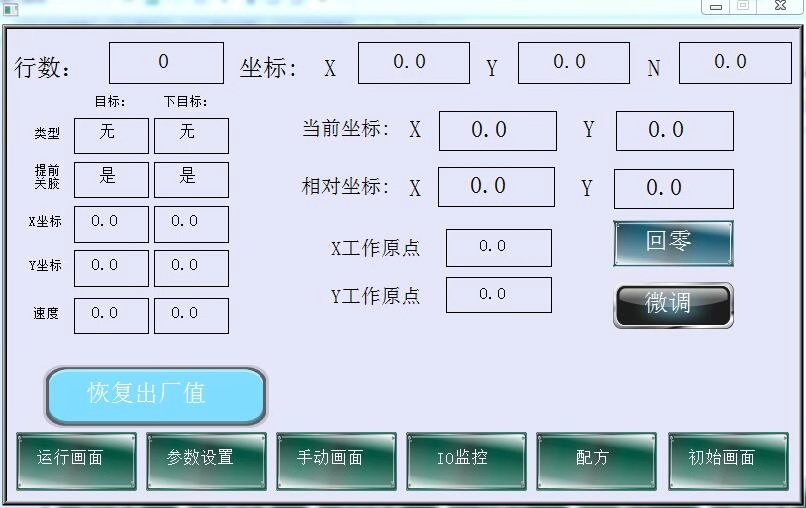 行数: 0 坐标: X 0.0 Y 0.0 N 0.0
目标: 下目标:
类型 无 无
当前坐标: X 0.0 Y 0.0
提前
关胶 是 是
相对坐标: X 0.0 Y 0.0
X坐标 0.0 0.0
X工作原点 0.0 回零
Y坐标 0.0 0.0
Y工作原点 0.0 微调
速度 0.0 0.0
恢复出厂值
运行画面 参数设置 手动画面 IO监控 配方 初始画面